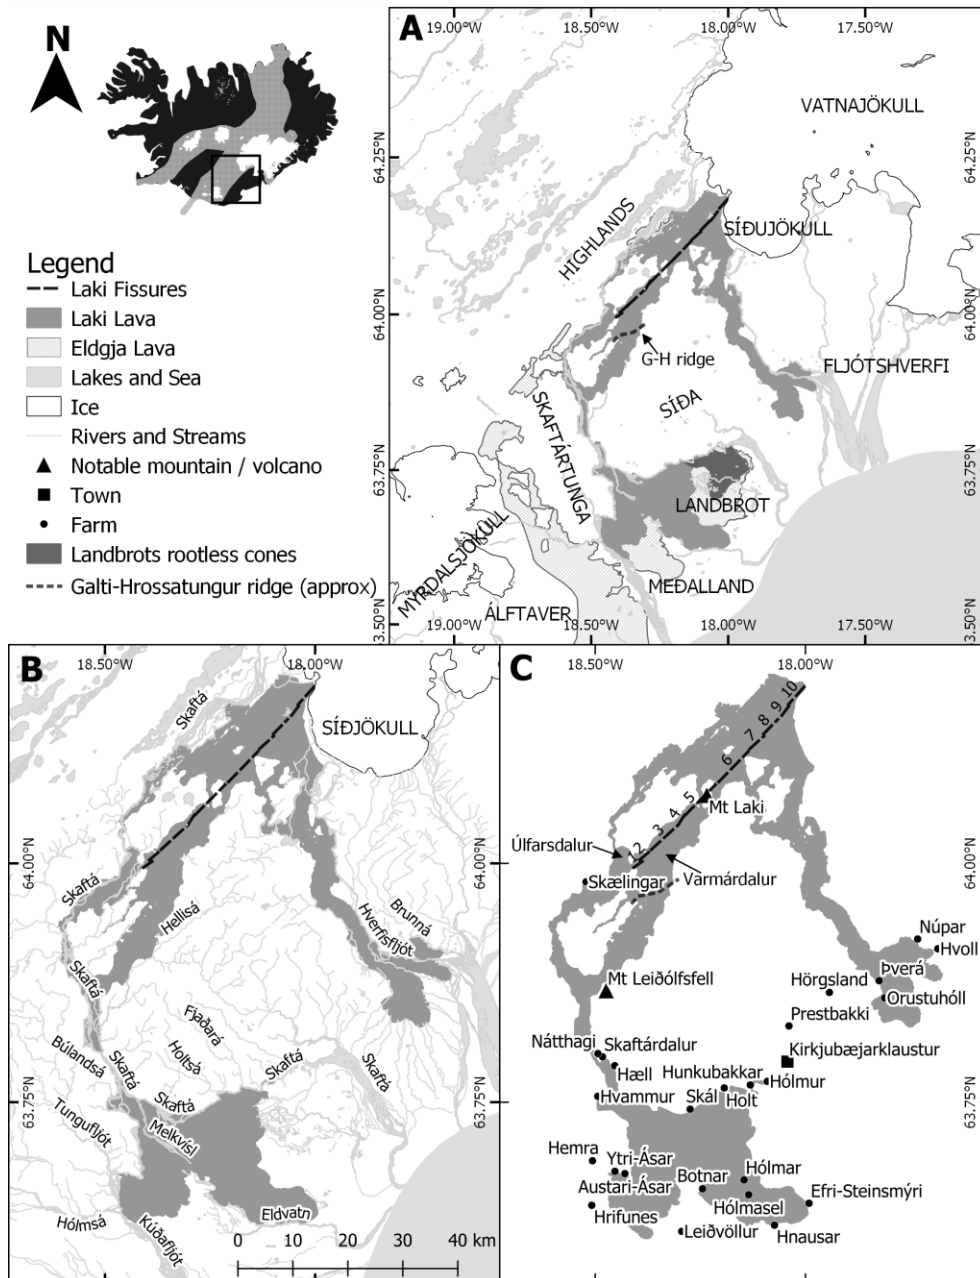 N
Legend
Laki Fissures
Laki Lava
Eldgja Lava
Lakes and Sea
Ice
Rivers and Streams
Notable mountain / volcano
Town
Farm
Landbrots rootless cones
Galti-Hrossatungur ridge (approx)
A
19.00°W 18.50°W 18.00°W 17.50°W
VATNAJÖKULL
64.25°N 64.25°N
HIGHLANDS
SÍÐUJÖKULL
64.00°N 64.00°N
G-H ridge
FLJÓTSHVERFI
SÍÐA
SKAFTÁRTUNGA
63.75°N 63.75°N
LANDBROT
MÝRDALSJÖKULL
MEÐALLAND
ÁLFTAVER
3.50°N 3.50°N
19.00°W 18.50°W 18.00°W 17.50°W
B
18.50°W 18.00°W
Skaftá
SÍÐJÖKULL
64.00°N
Skaftá
Hellisá
Brunná
Hverfisfljót
Skaftá
Fjaðará
Holtsá
Búlandsá
Skaftá
Skaftá
Skaftá
Skaftá
63.75°N
Tungufljót
Melkvísl
Hólmsá
Kúðafljót
Eldvatn
0 10 20 30 40 km
C
18.50°W 18.00°W
10
9
8
7
6
5
4
3
2
1
Mt Laki
Úlfarsdalur
64.00°N
Skælingar
Varmárdalur
Núpar
Hvoll
Mt Leiðólfsfell
Hörgsland
Þverá
Orustuhóll
Prestbakki
Nátthagi
Skaftárdalur
Kirkjubæjarklaustur
Hæll
Hunkubakkar
Hólmur
Hvammur
Skál
Holt
63.75°N
Hemra
Ytri-Ásar
Botnar
Hólmar
Austari-Ásar
Hólmasel
Efri-Steinsmýri
Hrifunes
Leiðvöllur
Hnausar